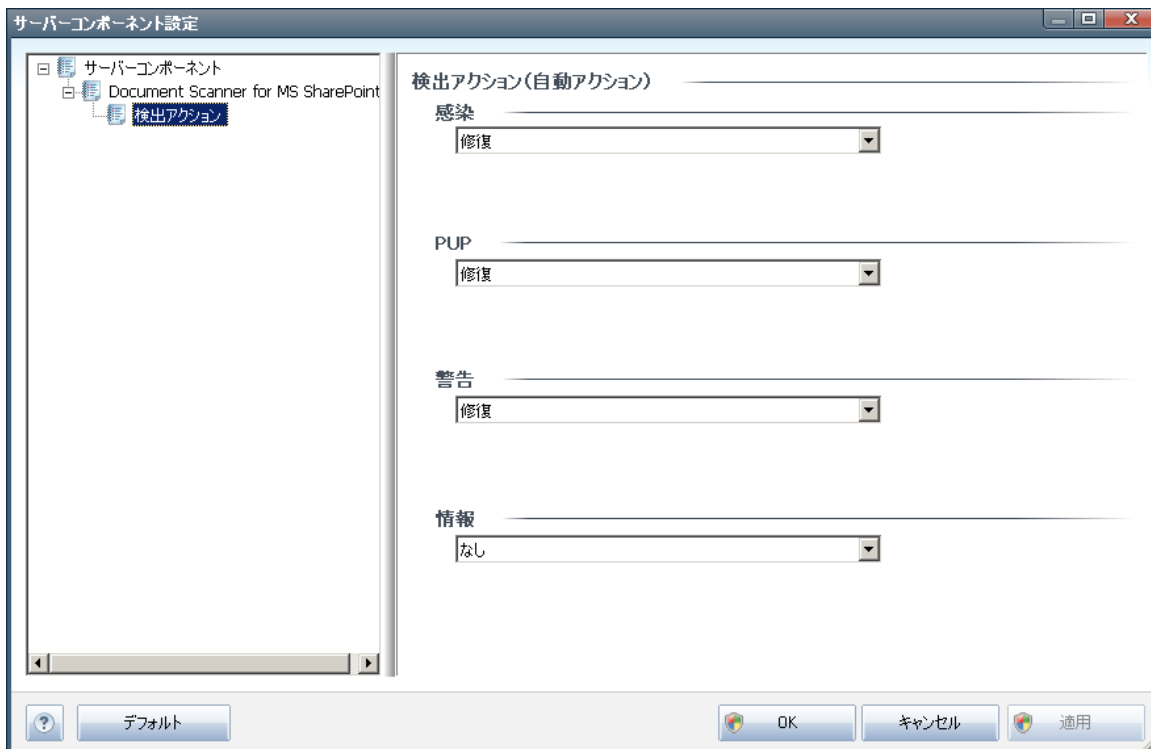 サーバーコンポーネント設定
サーバーコンポーネント
Document Scanner for MS SharePoint
検出アクション
検出アクション(自動アクション)
感染
修復
PUP
修復
警告
修復
情報
なし
? デフォルト OK キャンセル 適用